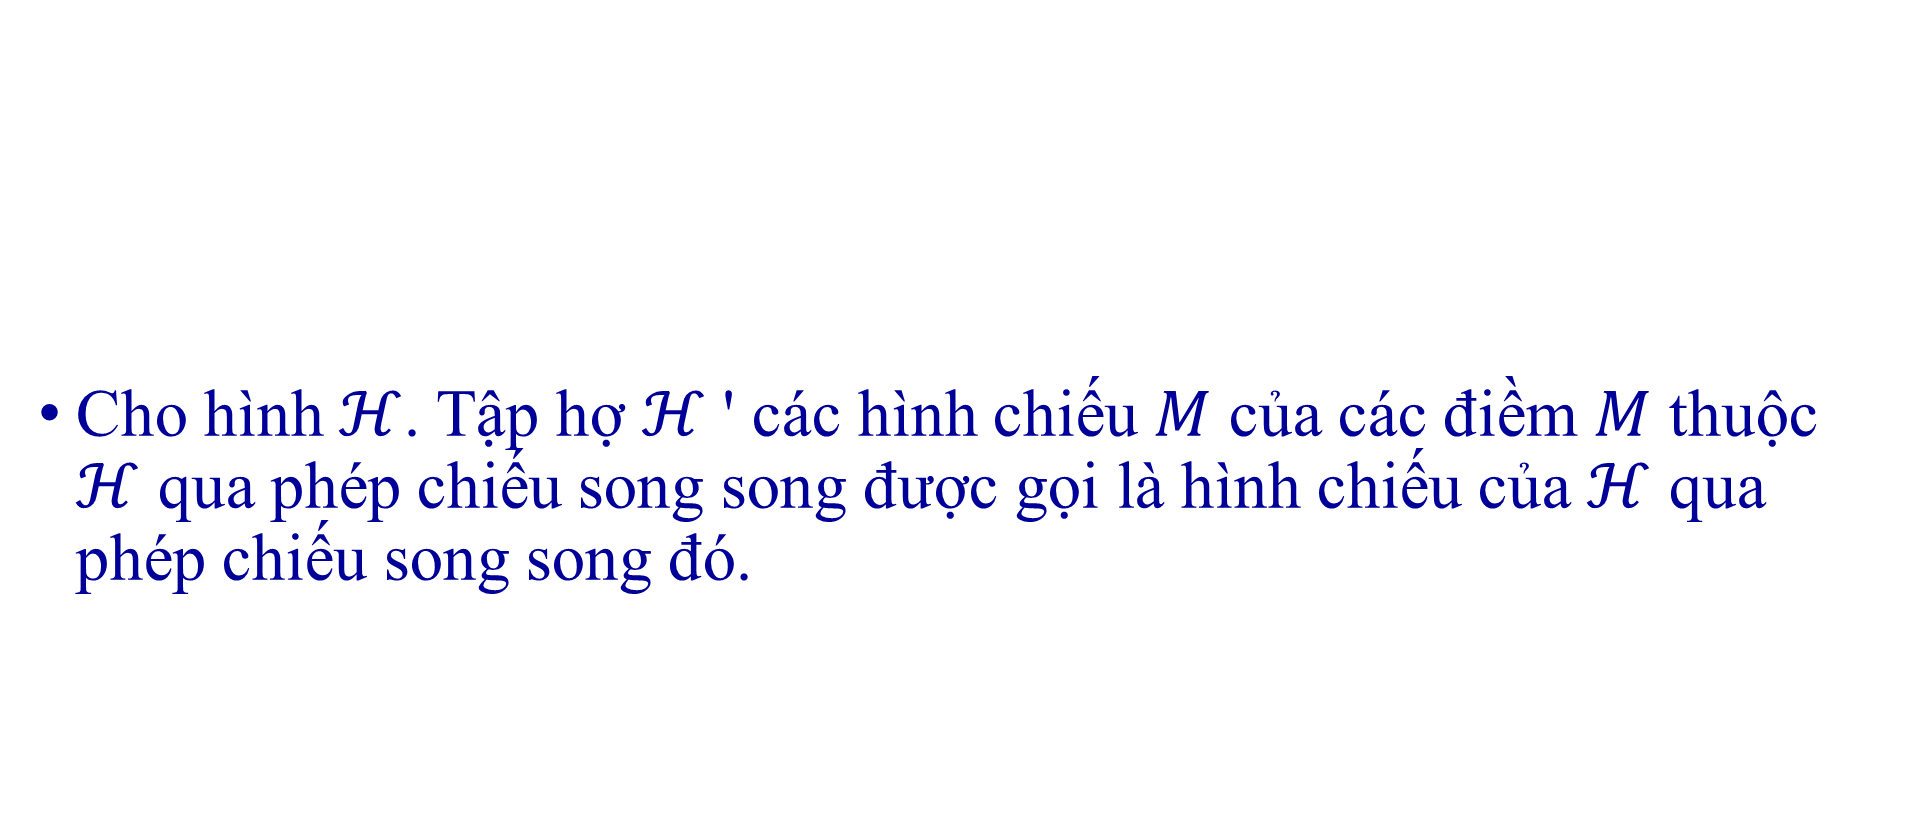 • Cho hình ℋ. Tập hợ ℋ ' các hình chiếu 𝑀 của các điềm 𝑀 thuộc
ℋ qua phép chiếu song song được gọi là hình chiếu của ℋ qua
phép chiếu song song đó.